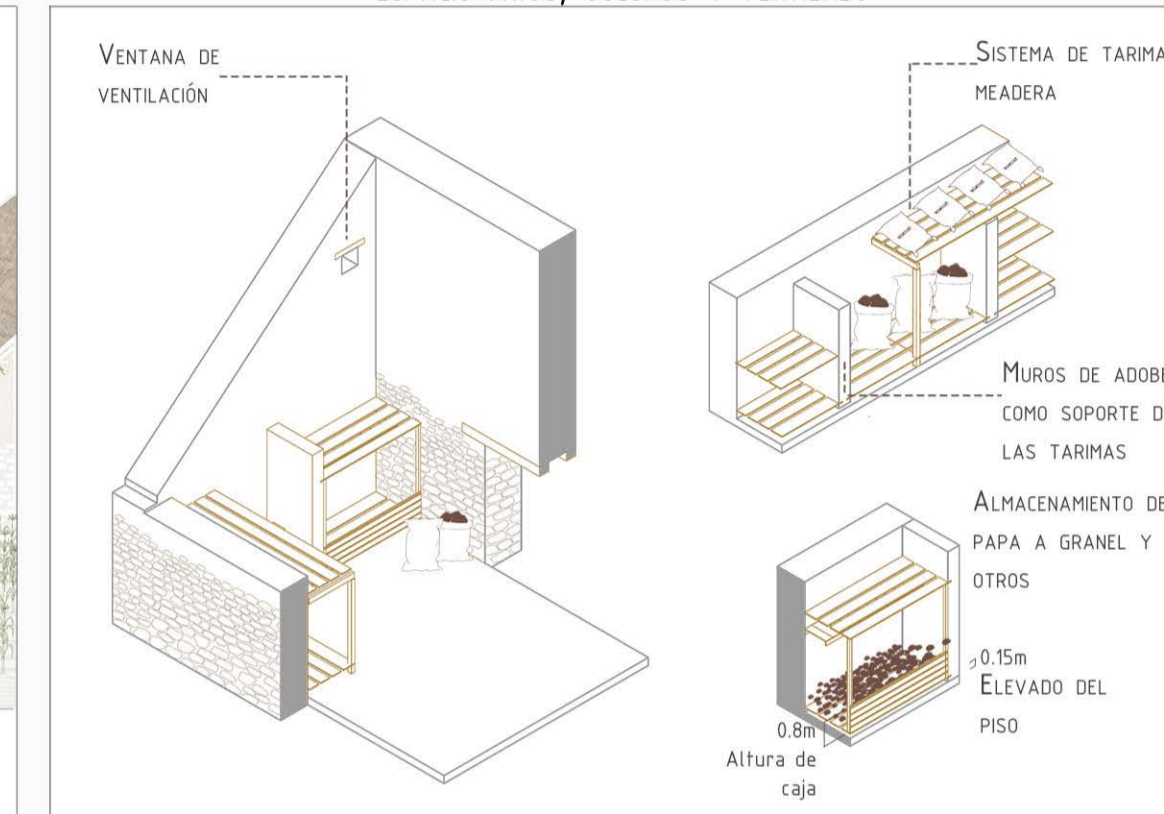 VENTANA DE
VENTILACIÓN
SISTEMA DE TARIMA
MEADERA
MUROS DE ADOBE
COMO SOPORTE D
LAS TARIMAS
ALMACENAMIENTO DE
PAPA A GRANEL Y
OTROS
0.15m
ELEVADO DEL
PISO
0.8m
Altura de
caja